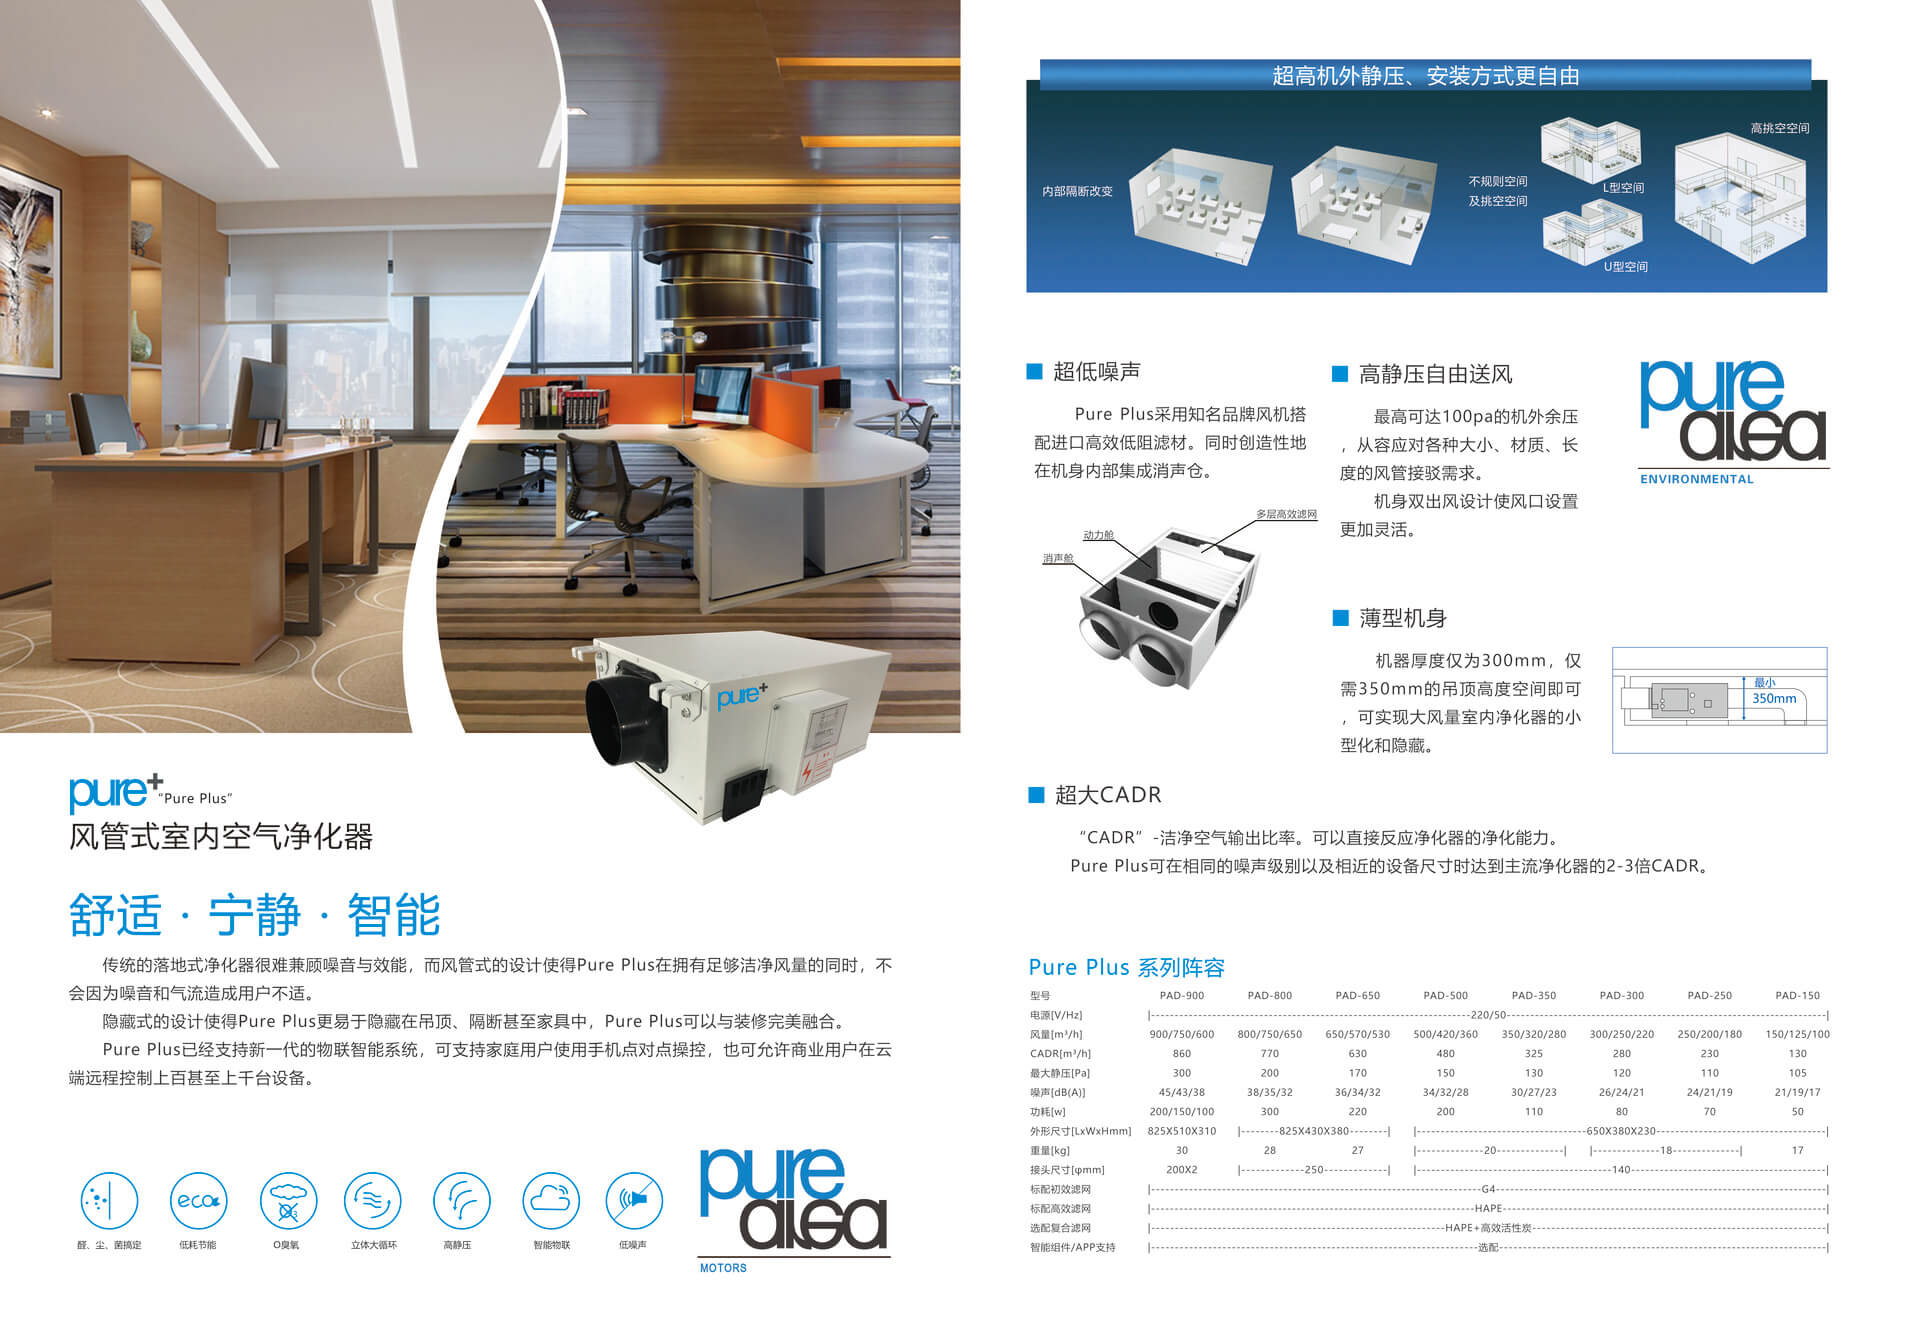 pure+
pure+ “Pure Plus”
风管式室内空气净化器
舒适 · 宁静 · 智能
传统的落地式净化器很难兼顾噪音与效能，而风管式的设计使得Pure Plus在拥有足够洁净风量的同时，不
会因为噪音和气流造成用户不适。
隐藏式的设计使得Pure Plus更易于隐藏在吊顶、隔断甚至家具中，Pure Plus可以与装修完美融合。
Pure Plus已经支持新一代的物联智能系统，可支持家庭用户使用手机点对点操控，也可允许商业用户在云
端远程控制上百甚至上千台设备。
eco
O3
醛、尘、菌搞定 低耗节能 O臭氧 立体大循环 高静压 智能物联 低噪声
pure
alsa
MOTORS
超高机外静压、安装方式更自由
内部隔断改变
不规则空间
及挑空空间
L型空间
U型空间
高挑空空间
超低噪声
Pure Plus采用知名品牌风机搭
配进口高效低阻滤材。同时创造性地
在机身内部集成消声仓。
多层高效滤网
动力舱
消声舱
高静压自由送风
最高可达100pa的机外余压
，从容应对各种大小、材质、长
度的风管接驳需求。
机身双出风设计使风口设置
更加灵活。
pure
alsa
ENVIRONMENTAL
薄型机身
机器厚度仅为300mm，仅
需350mm的吊顶高度空间即可
，可实现大风量室内净化器的小
型化和隐藏。
最小
350mm
超大CADR
“CADR”-洁净空气输出比率。可以直接反应净化器的净化能力。
Pure Plus可在相同的噪声级别以及相近的设备尺寸时达到主流净化器的2-3倍CADR。
Pure Plus 系列阵容
型号 PAD-900 PAD-800 PAD-650 PAD-500 PAD-350 PAD-300 PAD-250 PAD-150
电源[V/Hz] 220/50
风量[m³/h] 900/750/600 800/750/650 650/570/530 500/420/360 350/320/280 300/250/220 250/200/180 150/125/100
CADR[m³/h] 860 770 630 480 325 280 230 130
最大静压[Pa] 300 200 170 150 130 120 110 105
噪声[dB(A)] 45/43/38 38/35/32 36/34/32 34/32/28 30/27/23 26/24/21 24/21/19 21/19/17
功耗[w] 200/150/100 300 220 200 110 80 70 50
外形尺寸[LxWxHmm] 825X510X310 825X430X380 650X380X230
重量[kg] 30 28 27 20 18 17
接头尺寸[φmm] 200X2 250 140
标配初效滤网 G4
标配高效滤网 HAPE
选配复合滤网 HAPE+高效活性炭
智能组件/APP支持 选配